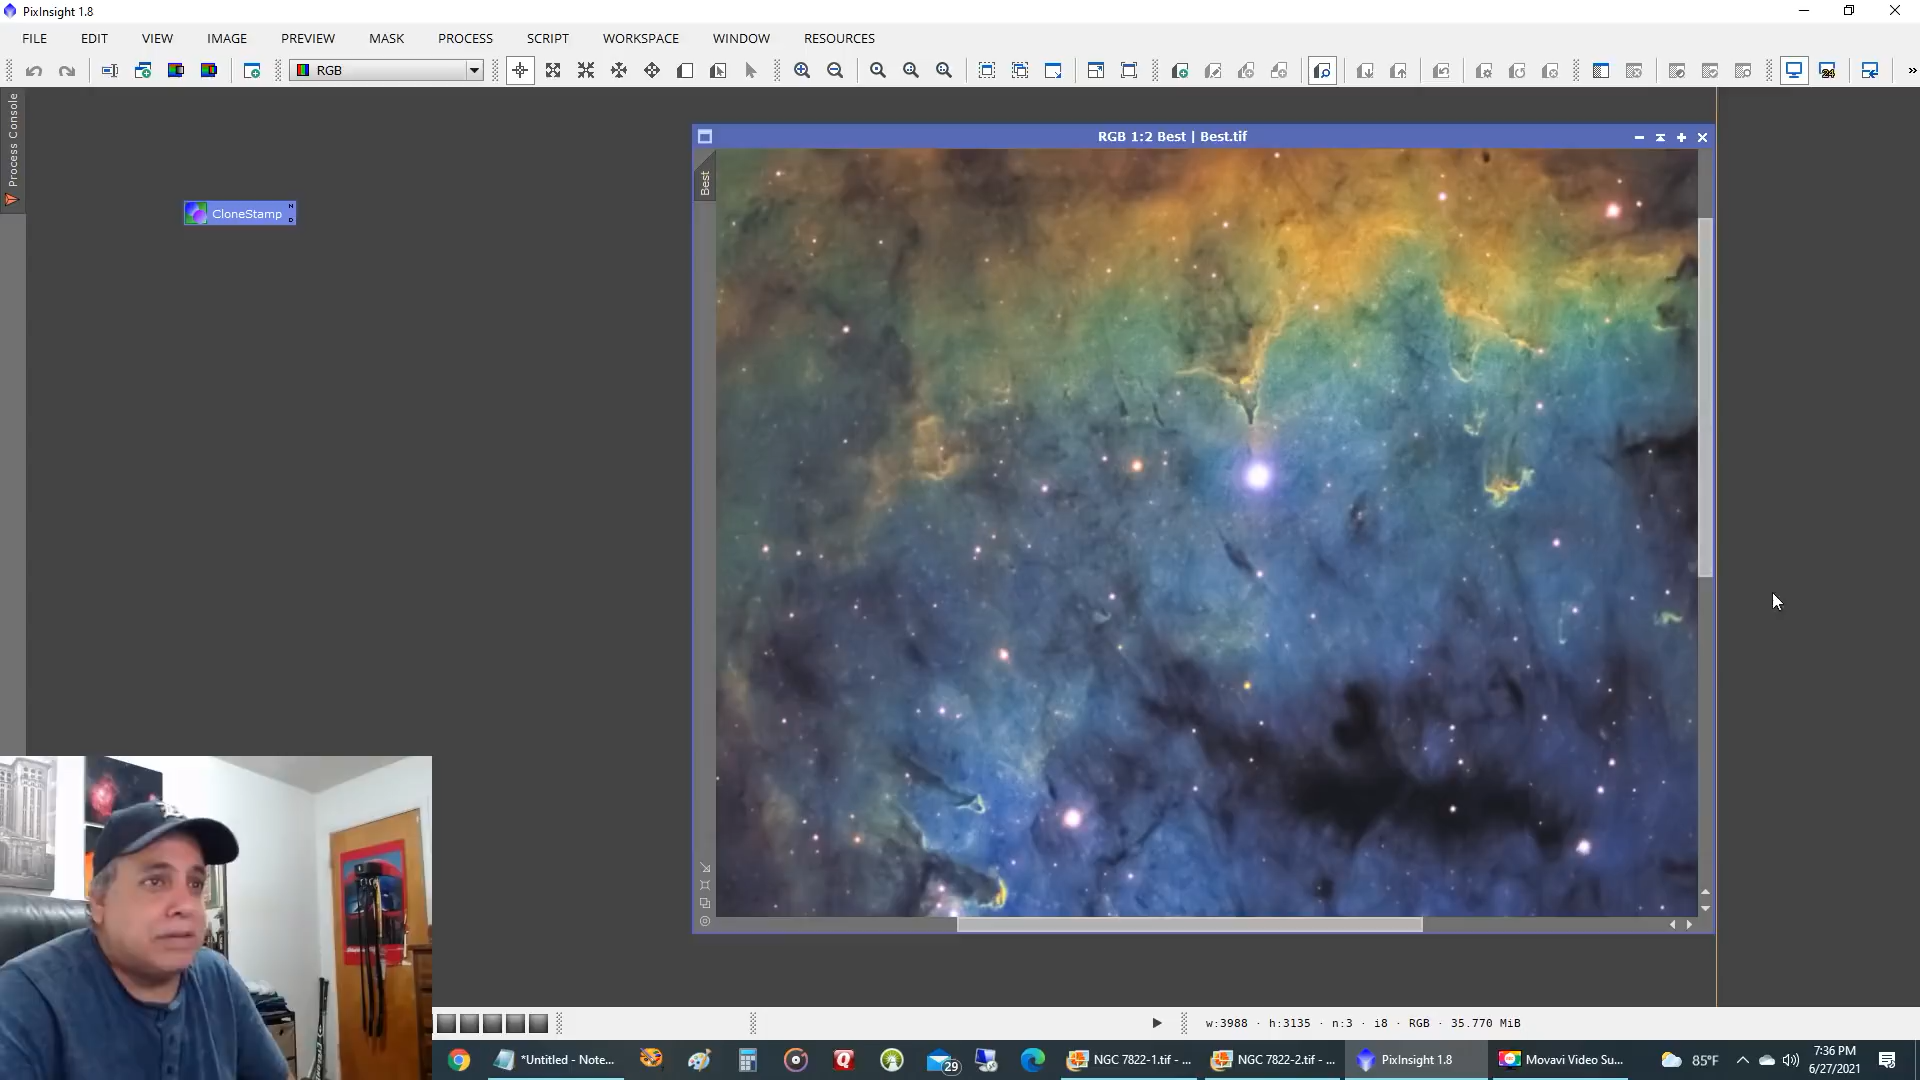 PixInsight 1.8
FILE EDIT VIEW IMAGE PREVIEW MASK PROCESS SCRIPT WORKSPACE WINDOW RESOURCES
RGB
24
»
Process Console
RGB 1:2 Best | Best.tif
Best
CloneStamp
N
D
w:3988 · h:3135 · n:3 · i8 · RGB · 35.770 MiB
*Untitled - Note...
29
NGC 7822-1.tif - ...
NGC 7822-2.tif - ...
PixInsight 1.8
Movavi Video Su...
85°F
7:36 PM
6/27/2021